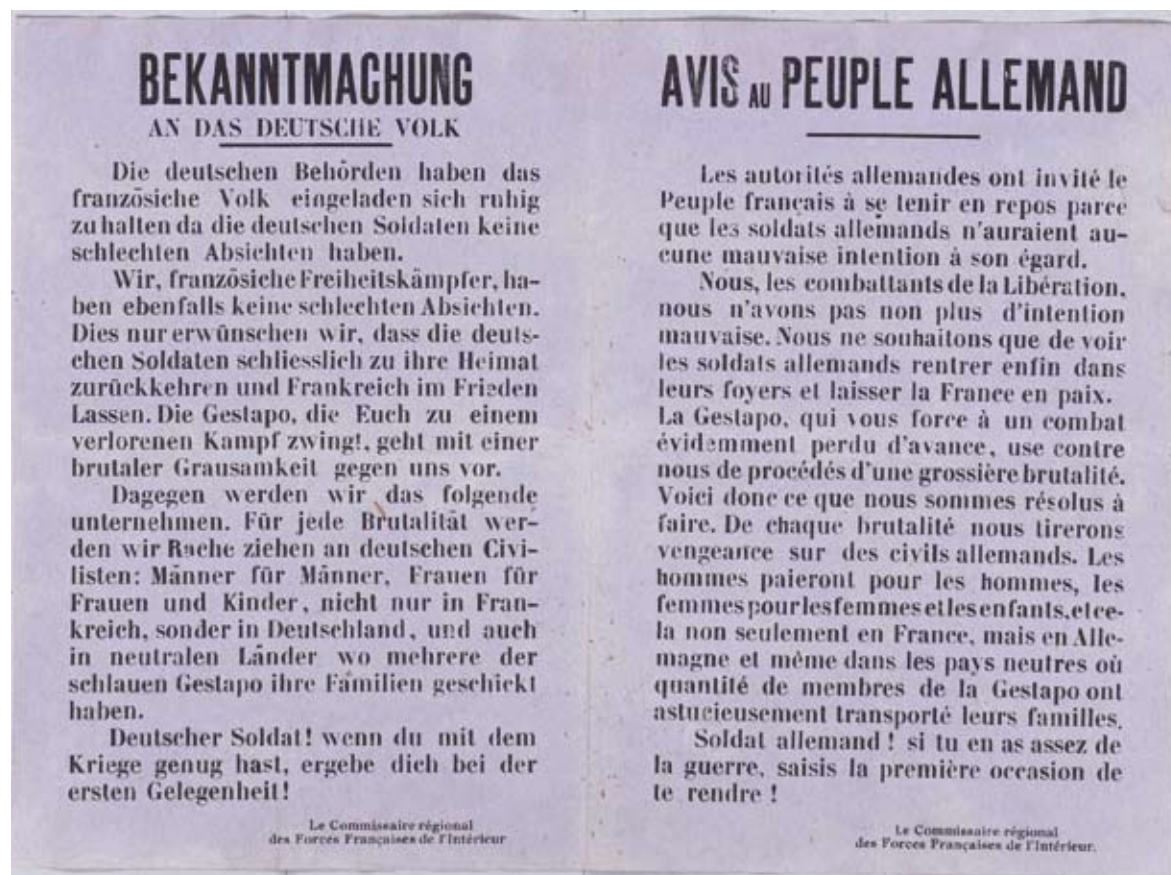 BEKANNTMACHUNG
AN DAS DEUTSCHE VOLK
Die deutschen Behörden haben das
französiche Volk eingeladen sich ruhig
zu halten da die deutschen Soldaten keine
schlechten Absichten haben.
Wir, französiche Freiheitskämpfer, ha-
ben ebenfalls keine schlechten Absichten.
Dies nur erwünschen wir, dass die deuts-
chen Soldaten schliesslich zu ihre Heimat
zurückkehren und Frankreich im Frieden
Lassen. Die Gestapo, die Euch zu einem
verlorenen Kampf zwingt, geht mit einer
brutaler Grausamkeit gegen uns vor.
Dagegen werden wir das folgende
unternehmen. Für jede Brutalität wer-
den wir Rache ziehen an deutschen Civi-
listen: Männer für Männer, Frauen für
Frauen und Kinder, nicht nur in Fran-
kreich, sonder in Deutschland, und auch
in neutralen Länder wo mehrere der
schlauen Gestapo ihre Familien geschickt
haben.
Deutscher Soldat! wenn du mit dem
Kriege genug hast, ergebe dich bei der
ersten Gelegenheit!
Le Commissaire régional
des Forces Françaises de l'Intérieur
AVIS AU PEUPLE ALLEMAND
Les autorités allemandes ont invité le
Peuple français à se tenir en repos parce
que les soldats allemands n'auraient au-
cune mauvaise intention à son égard.
Nous, les combattants de la Libération,
nous n'avons pas non plus d'intention
mauvaise. Nous ne souhaitons que de voir
les soldats allemands rentrer enfin dans
leurs foyers et laisser la France en paix.
La Gestapo, qui vous force à un combat
évidemment perdu d'avance, use contre
nous de procédés d'une grossière brutalité.
Voici donc ce que nous sommes résolus à
faire. De chaque brutalité nous tirerons
vengeance sur des civils allemands. Les
hommes paieront pour les hommes, les
femmes pour les femmes et les enfants, et ce-
la non seulement en France, mais en Alle-
magne et même dans les pays neutres où
quantité de membres de la Gestapo ont
astucieusement transporté leurs familles.
Soldat allemand ! si tu en as assez de
la guerre, saisis la première occasion de
te rendre !
Le Commissaire régional
des Forces Françaises de l'Intérieur.